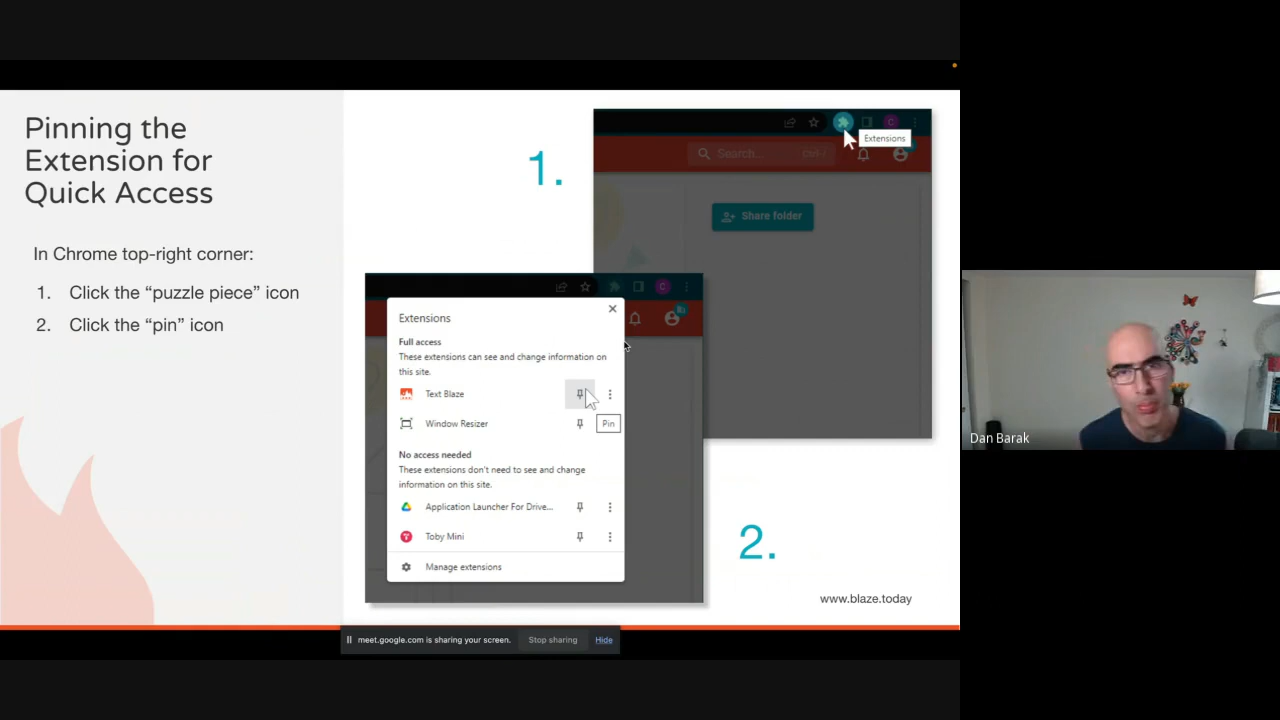 Pinning the
Extension for
Quick Access
In Chrome top-right corner:
1. Click the “puzzle piece” icon
2. Click the “pin” icon
1.
Extensions
Search...
Ctrl-/
Share folder
C
Extensions
Full access
These extensions can see and change information on
this site.
Text Blaze
Window Resizer
Pin
No access needed
These extensions don't need to see and change
information on this site.
Application Launcher For Drive...
Toby Mini
Manage extensions
C
2.
www.blaze.today
meet.google.com is sharing your screen.
Stop sharing
Hide
Dan Barak